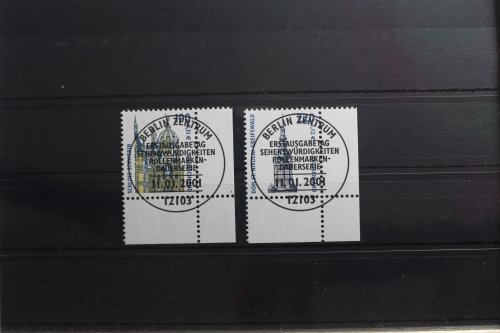 BERLIN ZENTRUM
ERSTAUSGABETAG
SEHENSWÜRDIGKEITEN
ROLLENMARKEN-
DAUERSERIE
11.01.2001
12103
BERLIN ZENTRUM
ERSTAUSGABETAG
SEHENSWÜRDIGKEITEN
ROLLENMARKEN-
DAUERSERIE
11.01.2001
12103